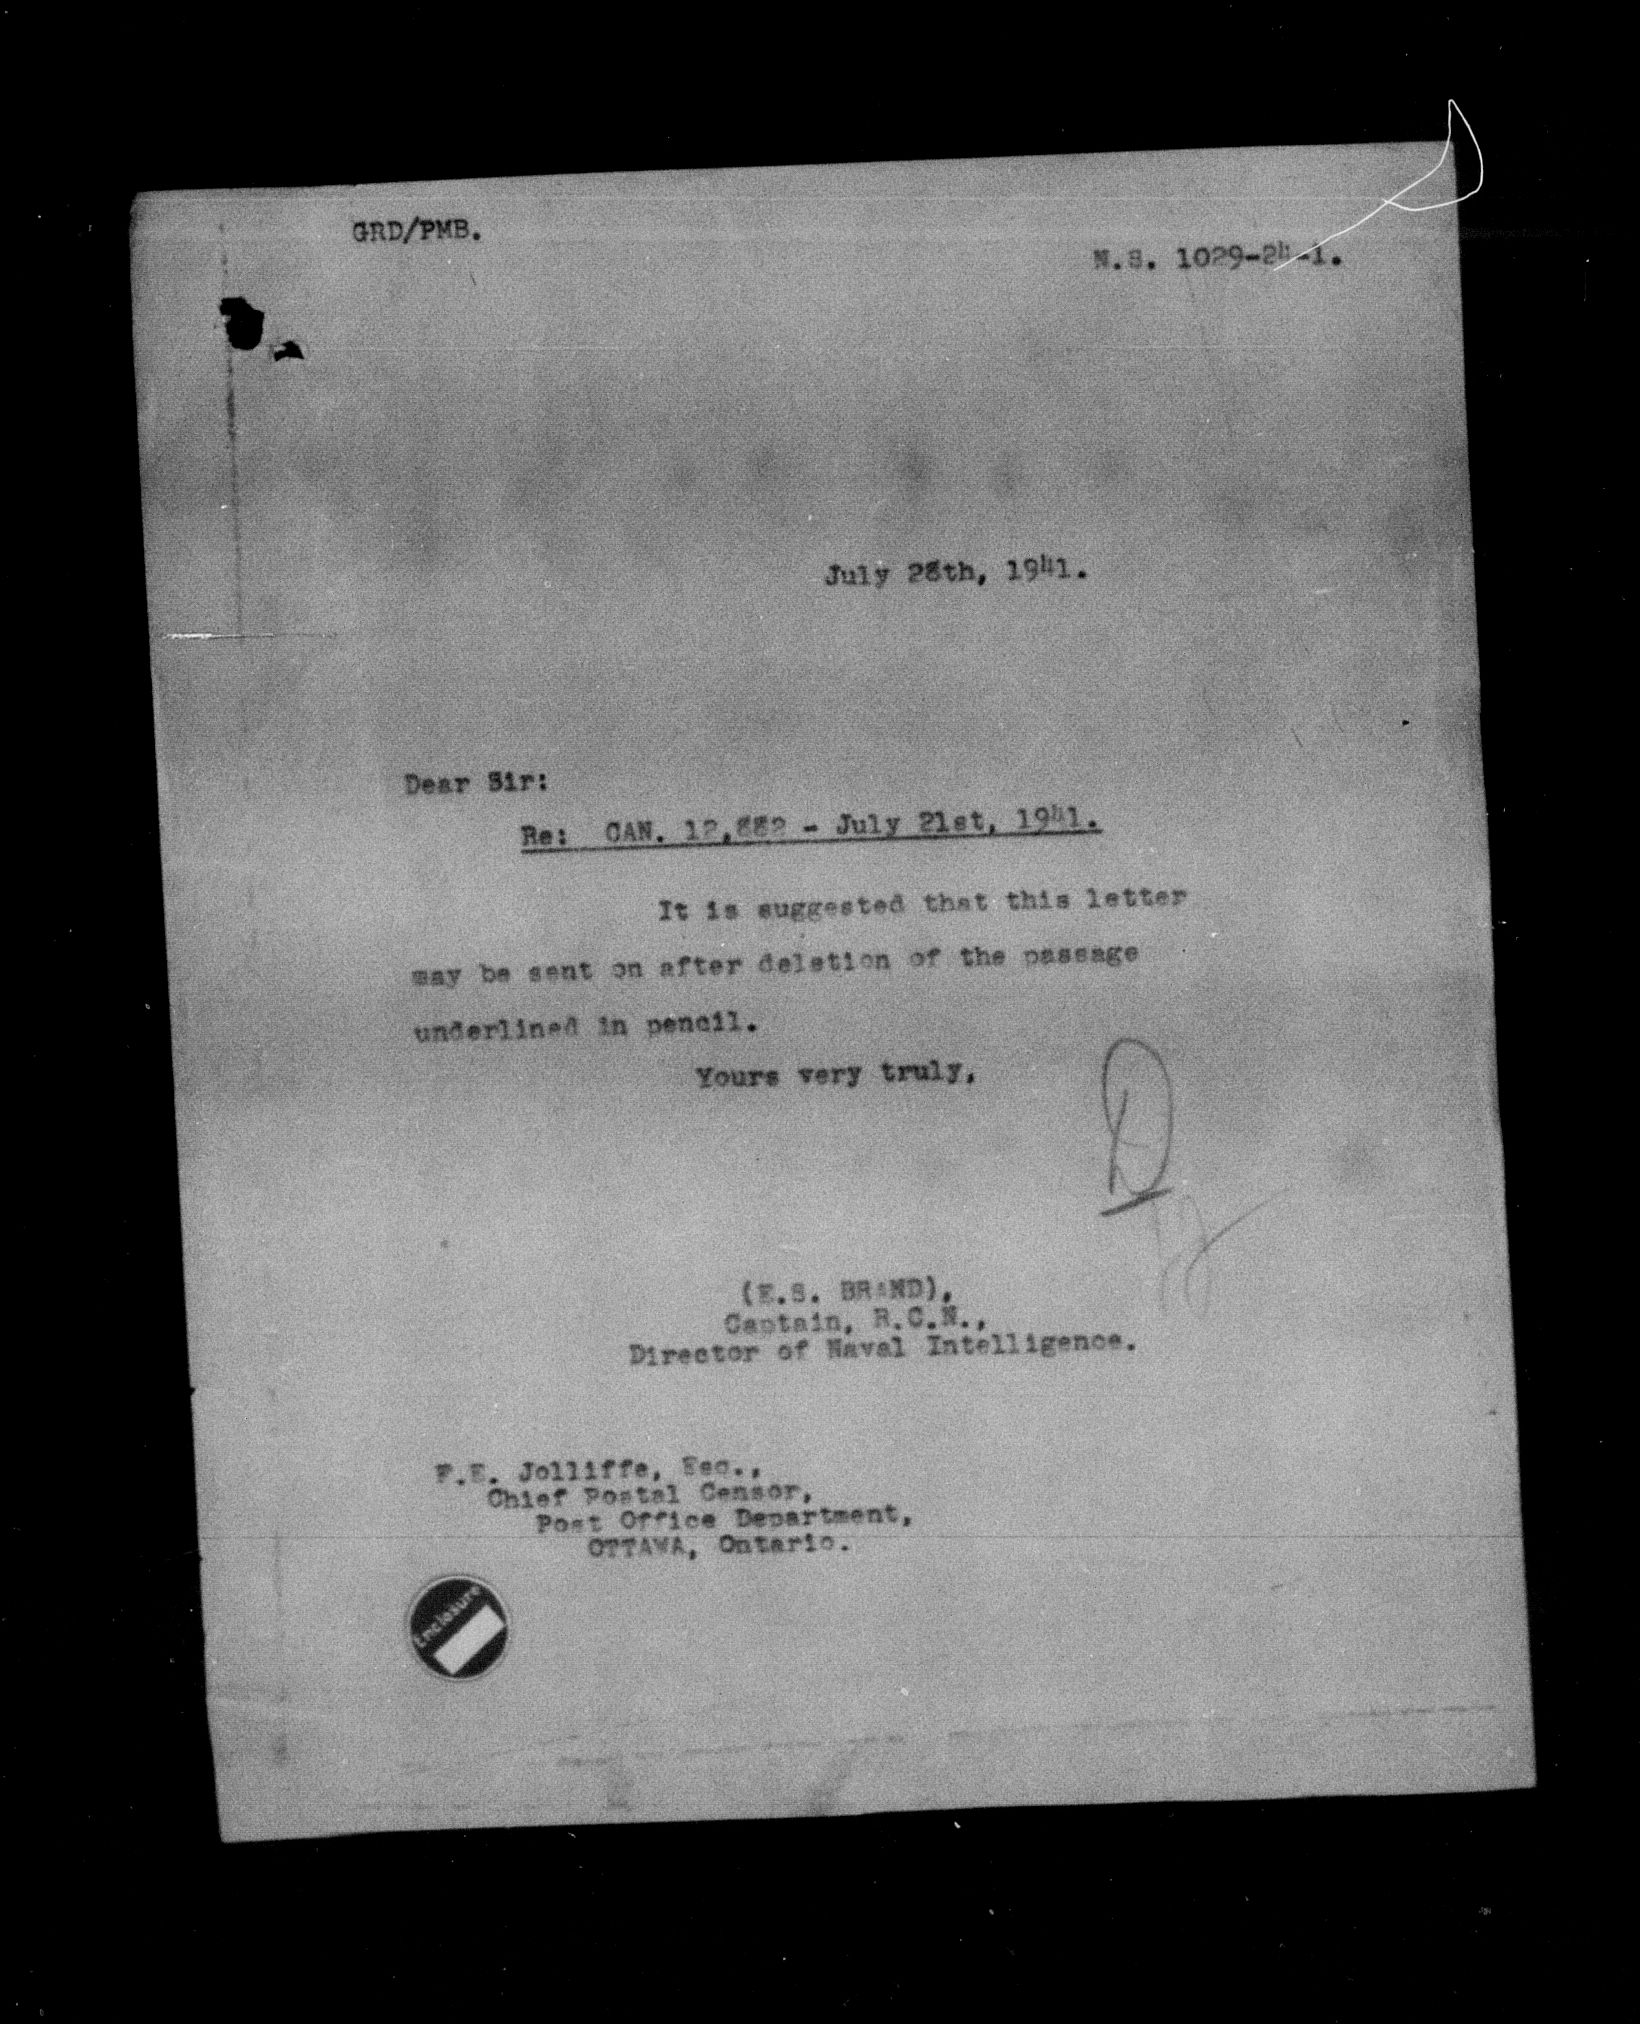 GRD/PMB.
N.S. 1029-24-1.
July 28th, 1941.
Dear Sir:
Re: CAN. 12,882 - July 21st, 1941.
It is suggested that this letter
may be sent on after deletion of the passage
underlined in pencil.
Yours very truly,
D
(E.S. BRAND),
Captain, R.C.N.,
Director of Naval Intelligence.
F.E. Jolliffe, Esq.,
Chief Postal Censor,
Post Office Department,
OTTAWA, Ontario.
Enclosure